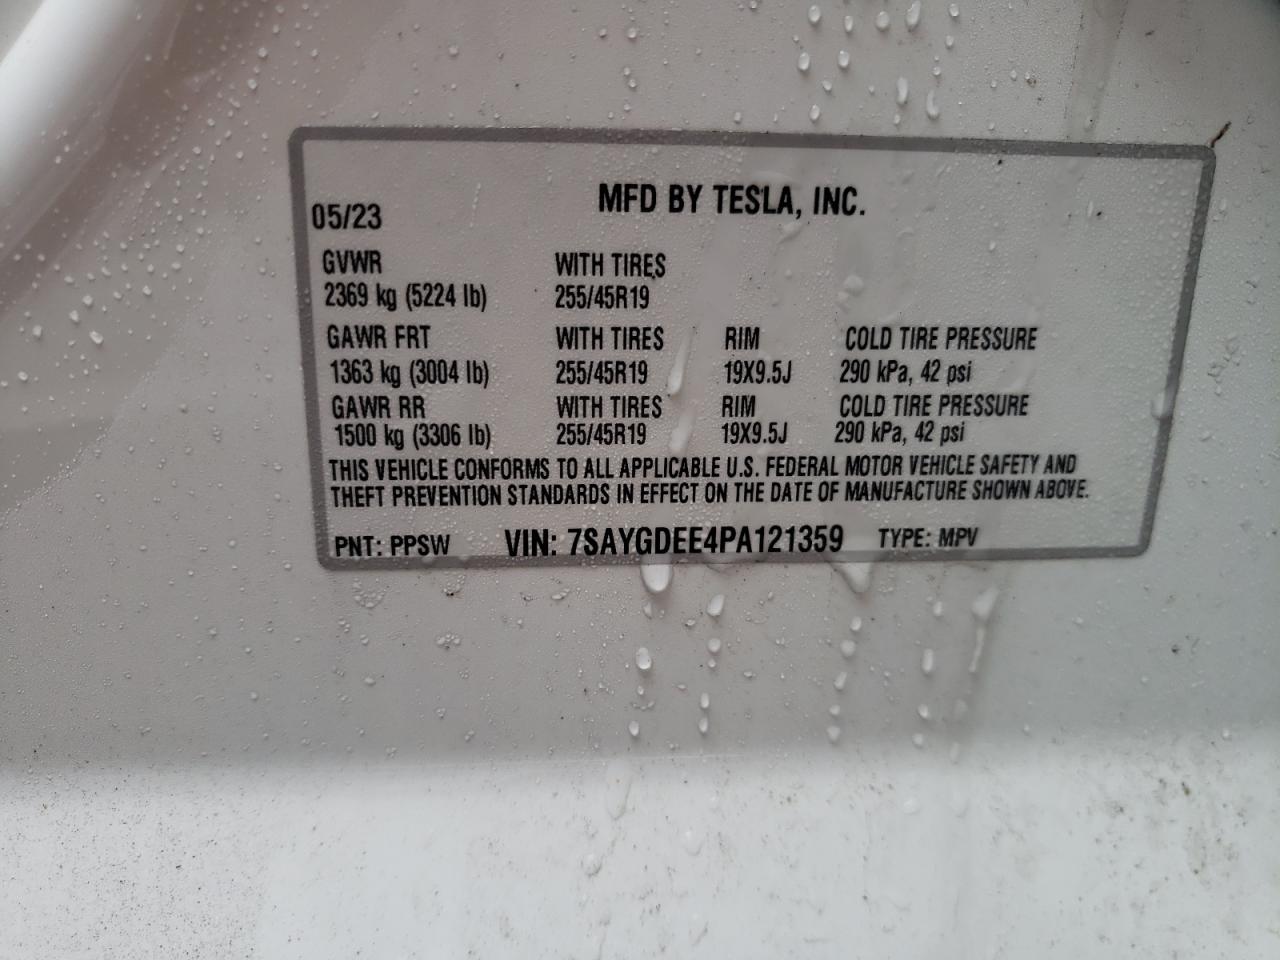 MFD BY TESLA, INC.
05/23
GVWR WITH TIRES
2369 kg (5224 lb) 255/45R19
GAWR FRT WITH TIRES RIM COLD TIRE PRESSURE
1363 kg (3004 lb) 255/45R19 19X9.5J 290 kPa, 42 psi
GAWR RR WITH TIRES RIM COLD TIRE PRESSURE
1500 kg (3306 lb) 255/45R19 19X9.5J 290 kPa, 42 psi
THIS VEHICLE CONFORMS TO ALL APPLICABLE U.S. FEDERAL MOTOR VEHICLE SAFETY AND
THEFT PREVENTION STANDARDS IN EFFECT ON THE DATE OF MANUFACTURE SHOWN ABOVE.
PNT: PPSW VIN: 7SAYGDEE4PA121359 TYPE: MPV